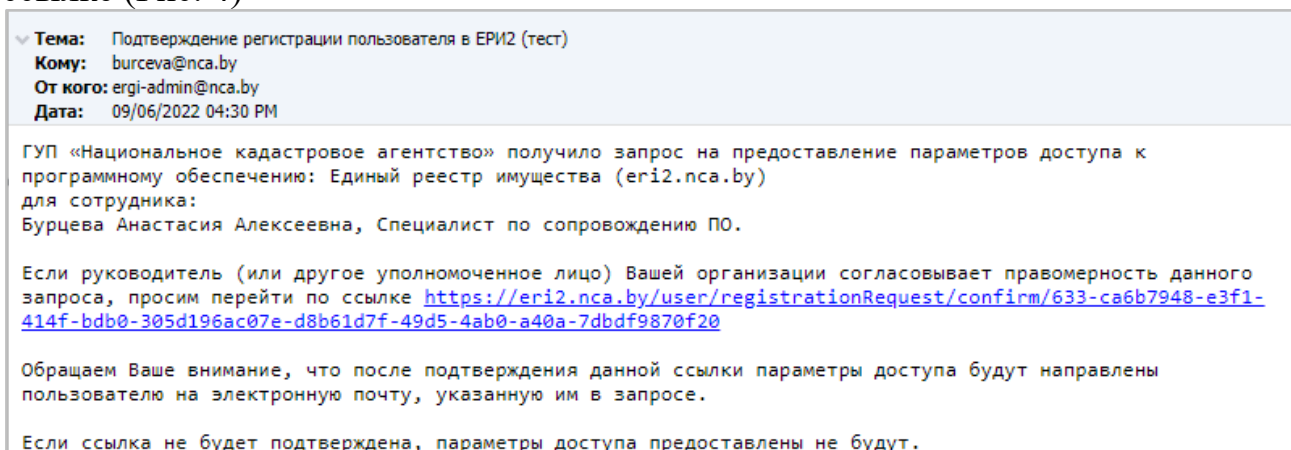 Тема: Подтверждение регистрации пользователя в ЕРИ2 (тест)
Кому: burceva@nca.by
От кого: ergi-admin@nca.by
Дата: 09/06/2022 04:30 PM
ГУП «Национальное кадастровое агентство» получило запрос на предоставление параметров доступа к
программному обеспечению: Единый реестр имущества (eri2.nca.by)
для сотрудника:
Бурцева Анастасия Алексеевна, Специалист по сопровождению ПО.
Если руководитель (или другое уполномоченное лицо) Вашей организации согласовывает правомерность данного
запроса, просим перейти по ссылке https://eri2.nca.by/user/registrationRequest/confirm/633-ca6b7948-e3f1-
414f-bdb0-305d196ac07e-d8b61d7f-49d5-4ab0-a40a-7dbdf9870f20
Обращаем Ваше внимание, что после подтверждения данной ссылки параметры доступа будут направлены
пользователю на электронную почту, указанную им в запросе.
Если ссылка не будет подтверждена, параметры доступа предоставлены не будут.